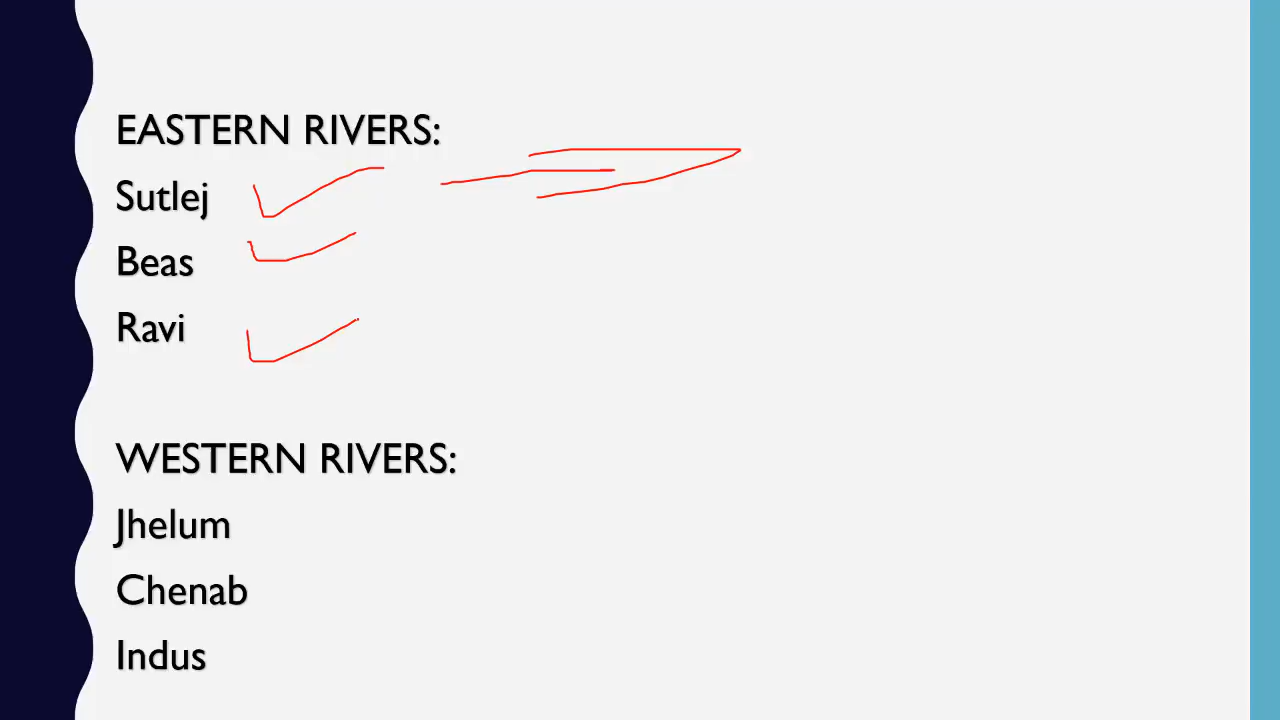 EASTERN RIVERS:
Sutlej
Beas
Ravi
WESTERN RIVERS:
Jhelum
Chenab
Indus